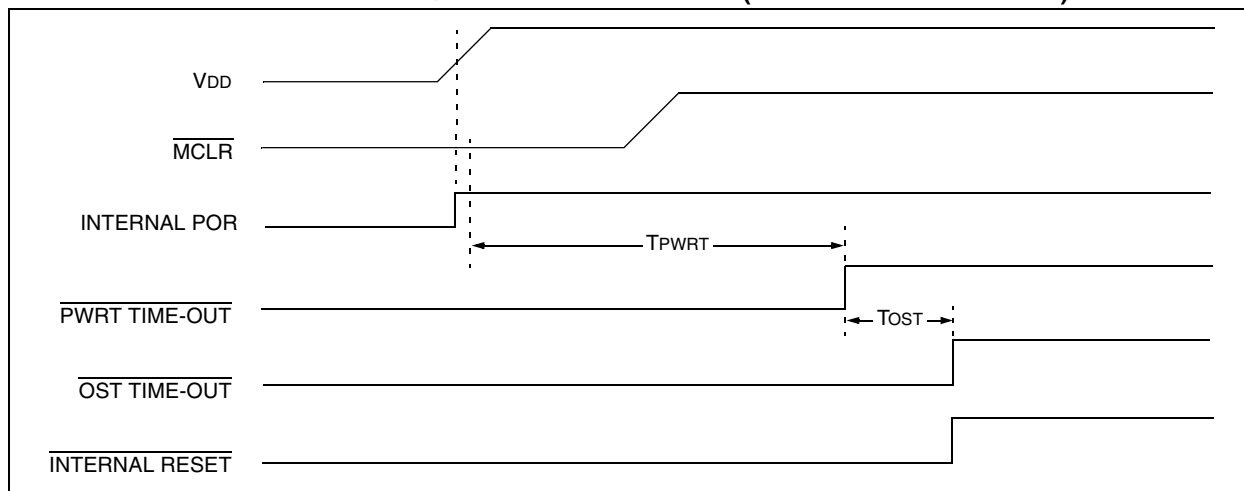 VDD
MCLR
INTERNAL POR
TPWRT
PWRT TIME-OUT
TOST
OST TIME-OUT
INTERNAL RESET